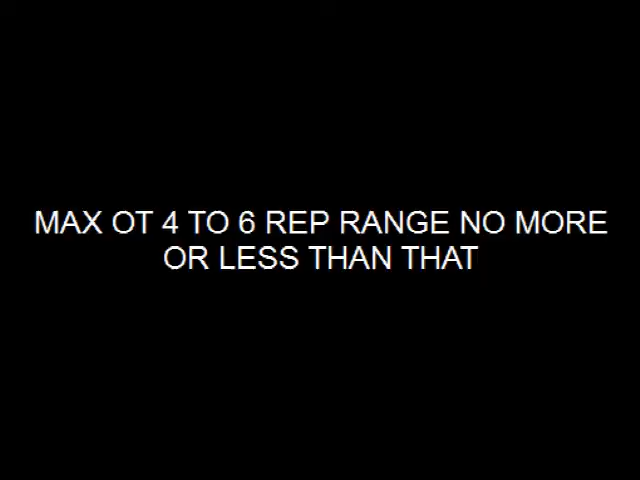 MAX OT 4 TO 6 REP RANGE NO MORE
OR LESS THAN THAT